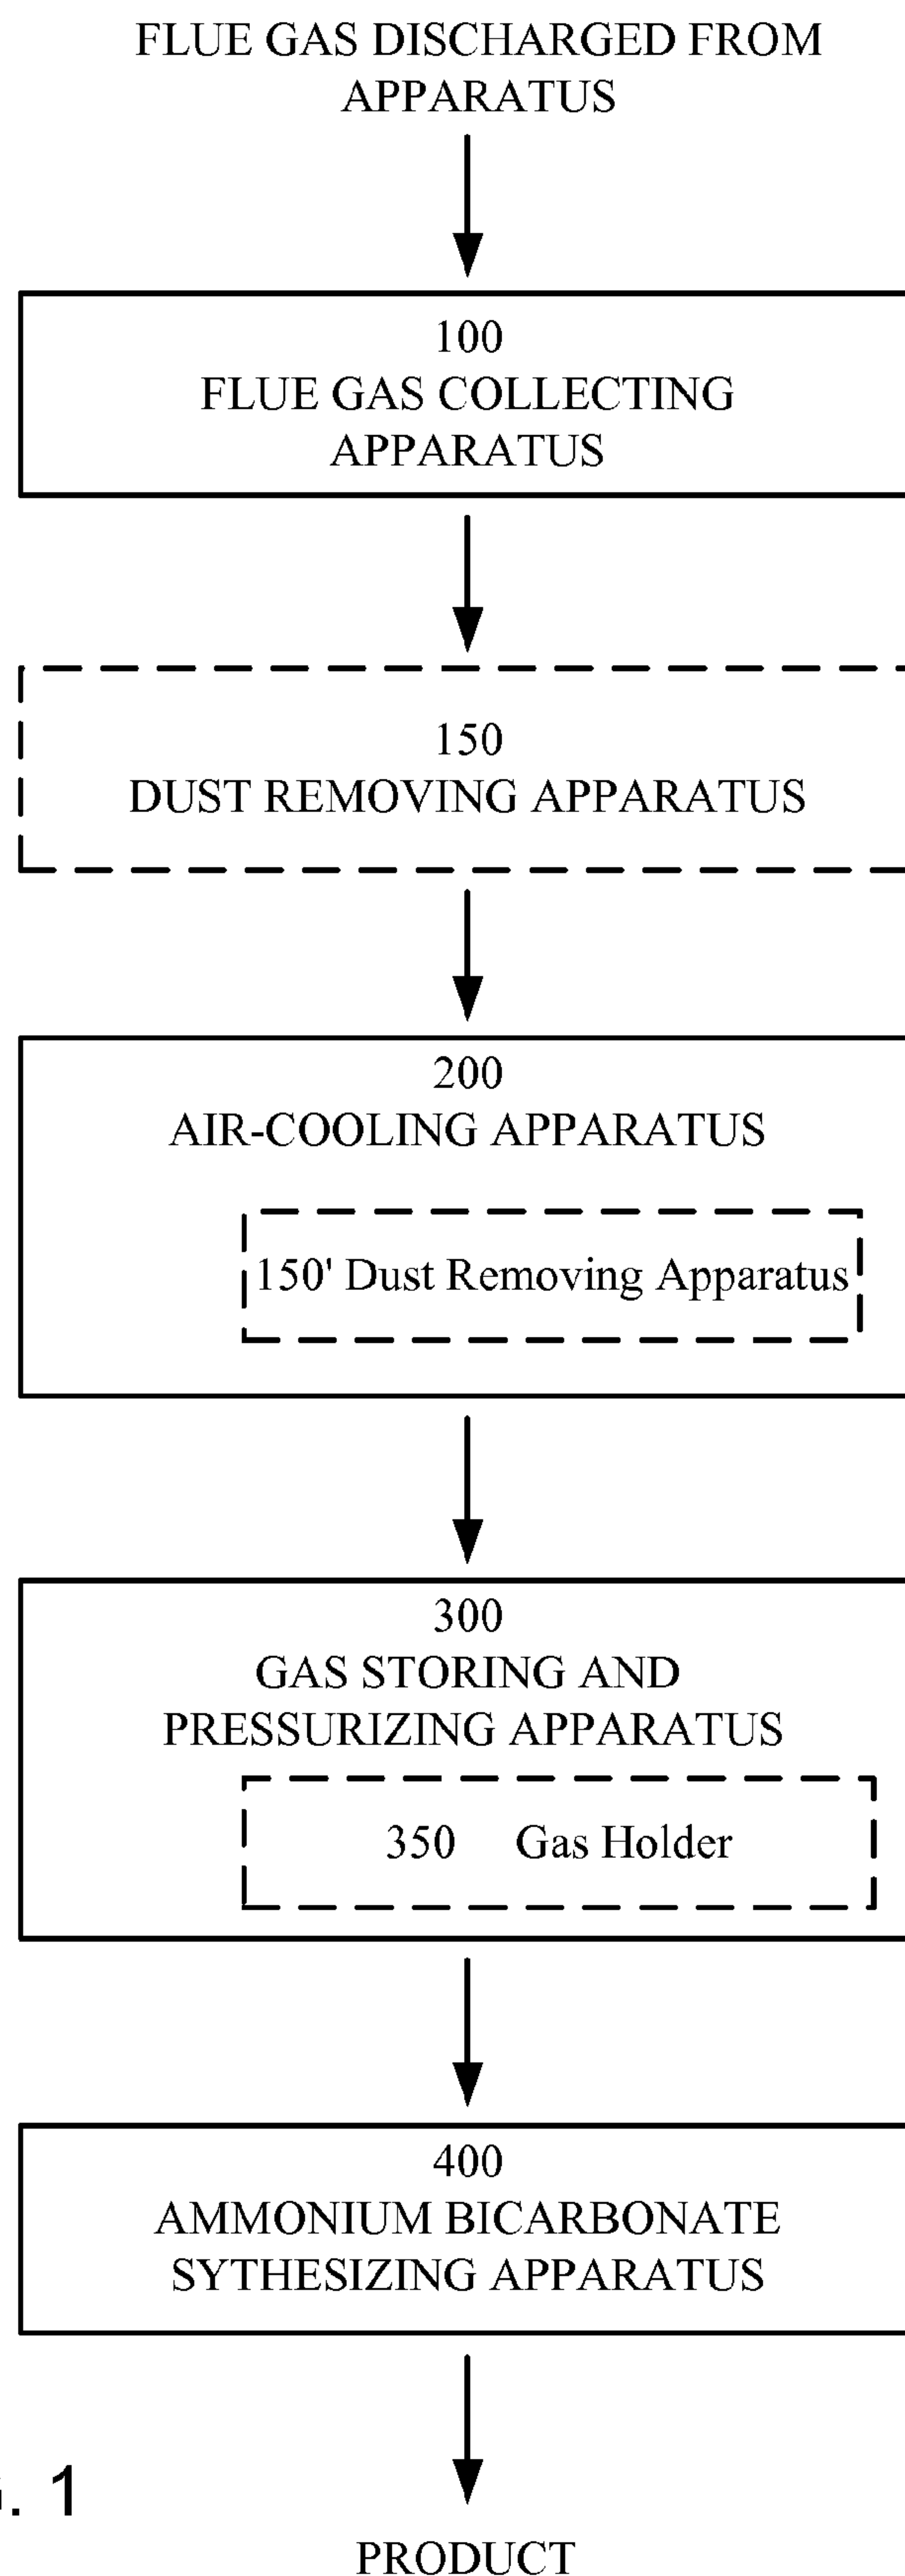 FLUE GAS DISCHARGED FROM
APPARATUS
100
FLUE GAS COLLECTING
APPARATUS
150
DUST REMOVING APPARATUS
200
AIR-COOLING APPARATUS
150' Dust Removing Apparatus
300
GAS STORING AND
PRESSURIZING APPARATUS
350 Gas Holder
400
AMMONIUM BICARBONATE
SYTHESIZING APPARATUS
. 1
PRODUCT